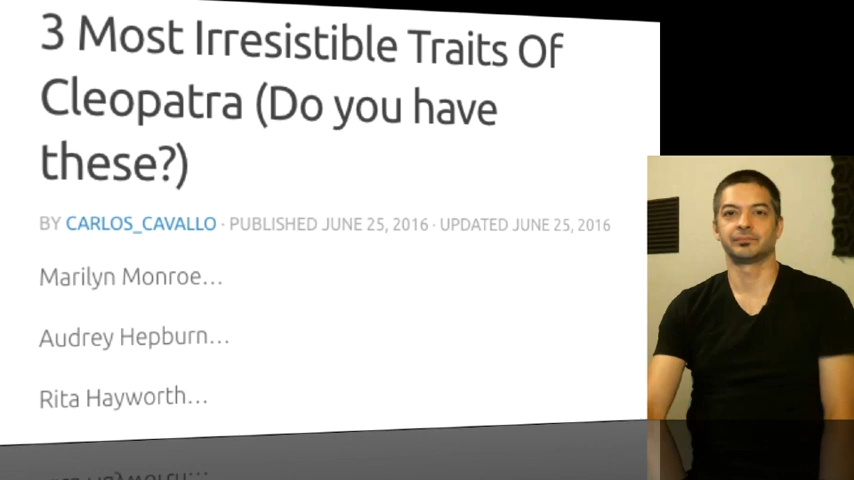 3 Most Irresistible Traits Of
Cleopatra (Do you have
these?)
BY CARLOS_CAVALLO · PUBLISHED JUNE 25, 2016 · UPDATED JUNE 25, 2016
Marilyn Monroe…
Audrey Hepburn…
Rita Hayworth…